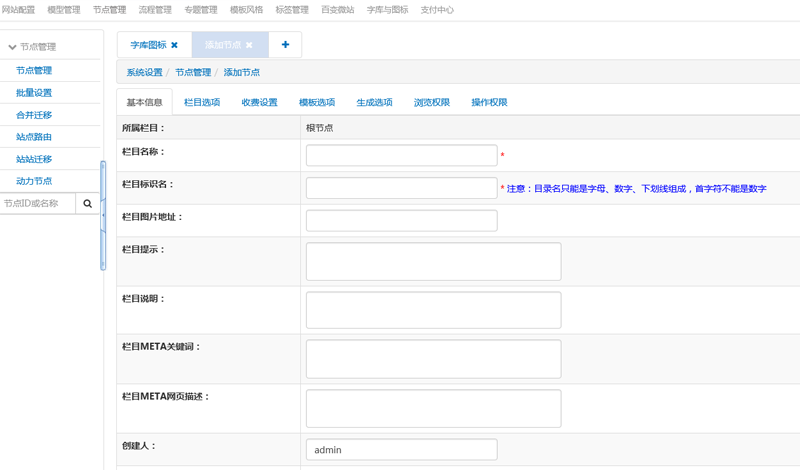 网站配置 模型管理 节点管理 流程管理 专题管理 模板风格 标签管理 百变微站 字库与图标 支付中心
节点管理
节点管理
批量设置
合并迁移
站点路由
站站迁移
动力节点
节点ID或名称
字库图标 ✖ 添加节点 ✖ +
系统设置 / 节点管理 / 添加节点
基本信息 栏目选项 收费设置 模板选项 生成选项 浏览权限 操作权限
所属栏目： 根节点
栏目名称： *
栏目标识名： * 注意：目录名只能是字母、数字、下划线组成，首字符不能是数字
栏目图片地址：
栏目提示：
栏目说明：
栏目META关键词：
栏目META网页描述：
创建人： admin